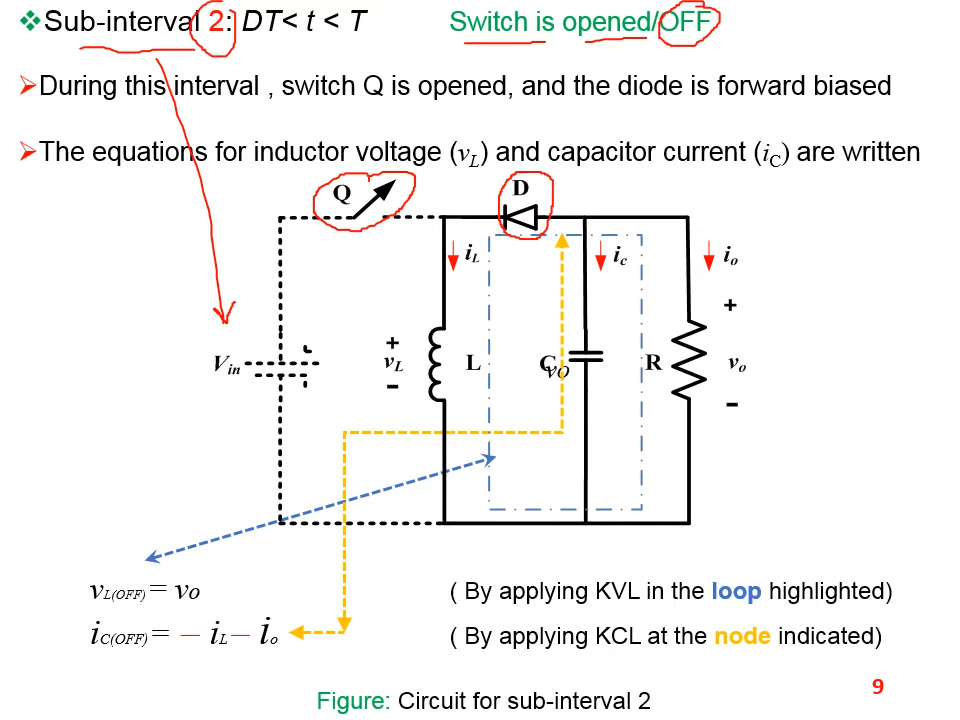 ❖Sub-interval 2: DT< t < T Switch is opened/OFF
➢During this interval , switch Q is opened, and the diode is forward biased
➢The equations for inductor voltage (vL) and capacitor current (iC) are written
Q D
iL ic io
+
+
Vin vL L C vO R vo
-
-
vL(OFF)= vo ( By applying KVL in the loop highlighted)
iC(OFF)= − iL− io ( By applying KCL at the node indicated)
9
Figure: Circuit for sub-interval 2